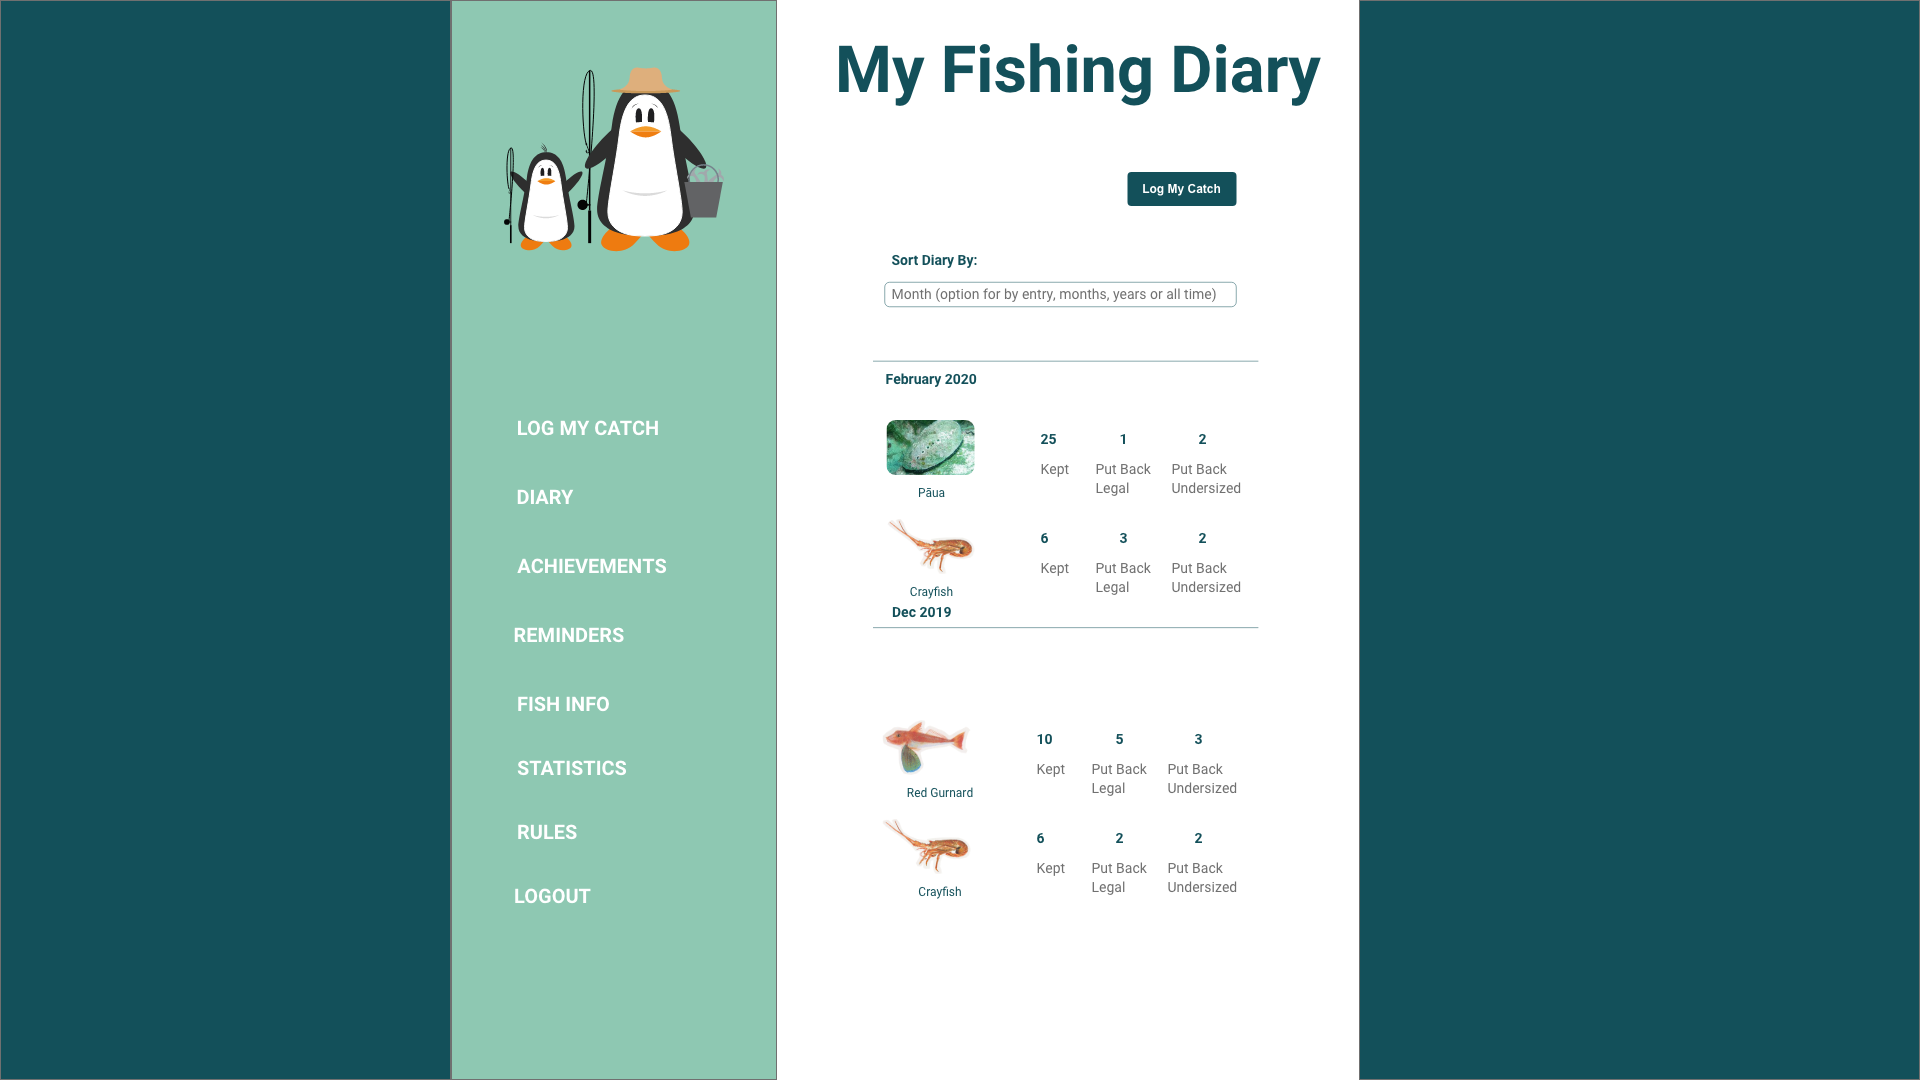 LOG MY CATCH
DIARY
ACHIEVEMENTS
REMINDERS
FISH INFO
STATISTICS
RULES
LOGOUT
My Fishing Diary
Log My Catch
Sort Diary By:
Month (option for by entry, months, years or all time)
February 2020
25 1 2
Kept Put Back Put Back
Legal Undersized
Pāua
6 3 2
Kept Put Back Put Back
Legal Undersized
Crayfish
Dec 2019
10 5 3
Kept Put Back Put Back
Legal Undersized
Red Gurnard
6 2 2
Kept Put Back Put Back
Legal Undersized
Crayfish